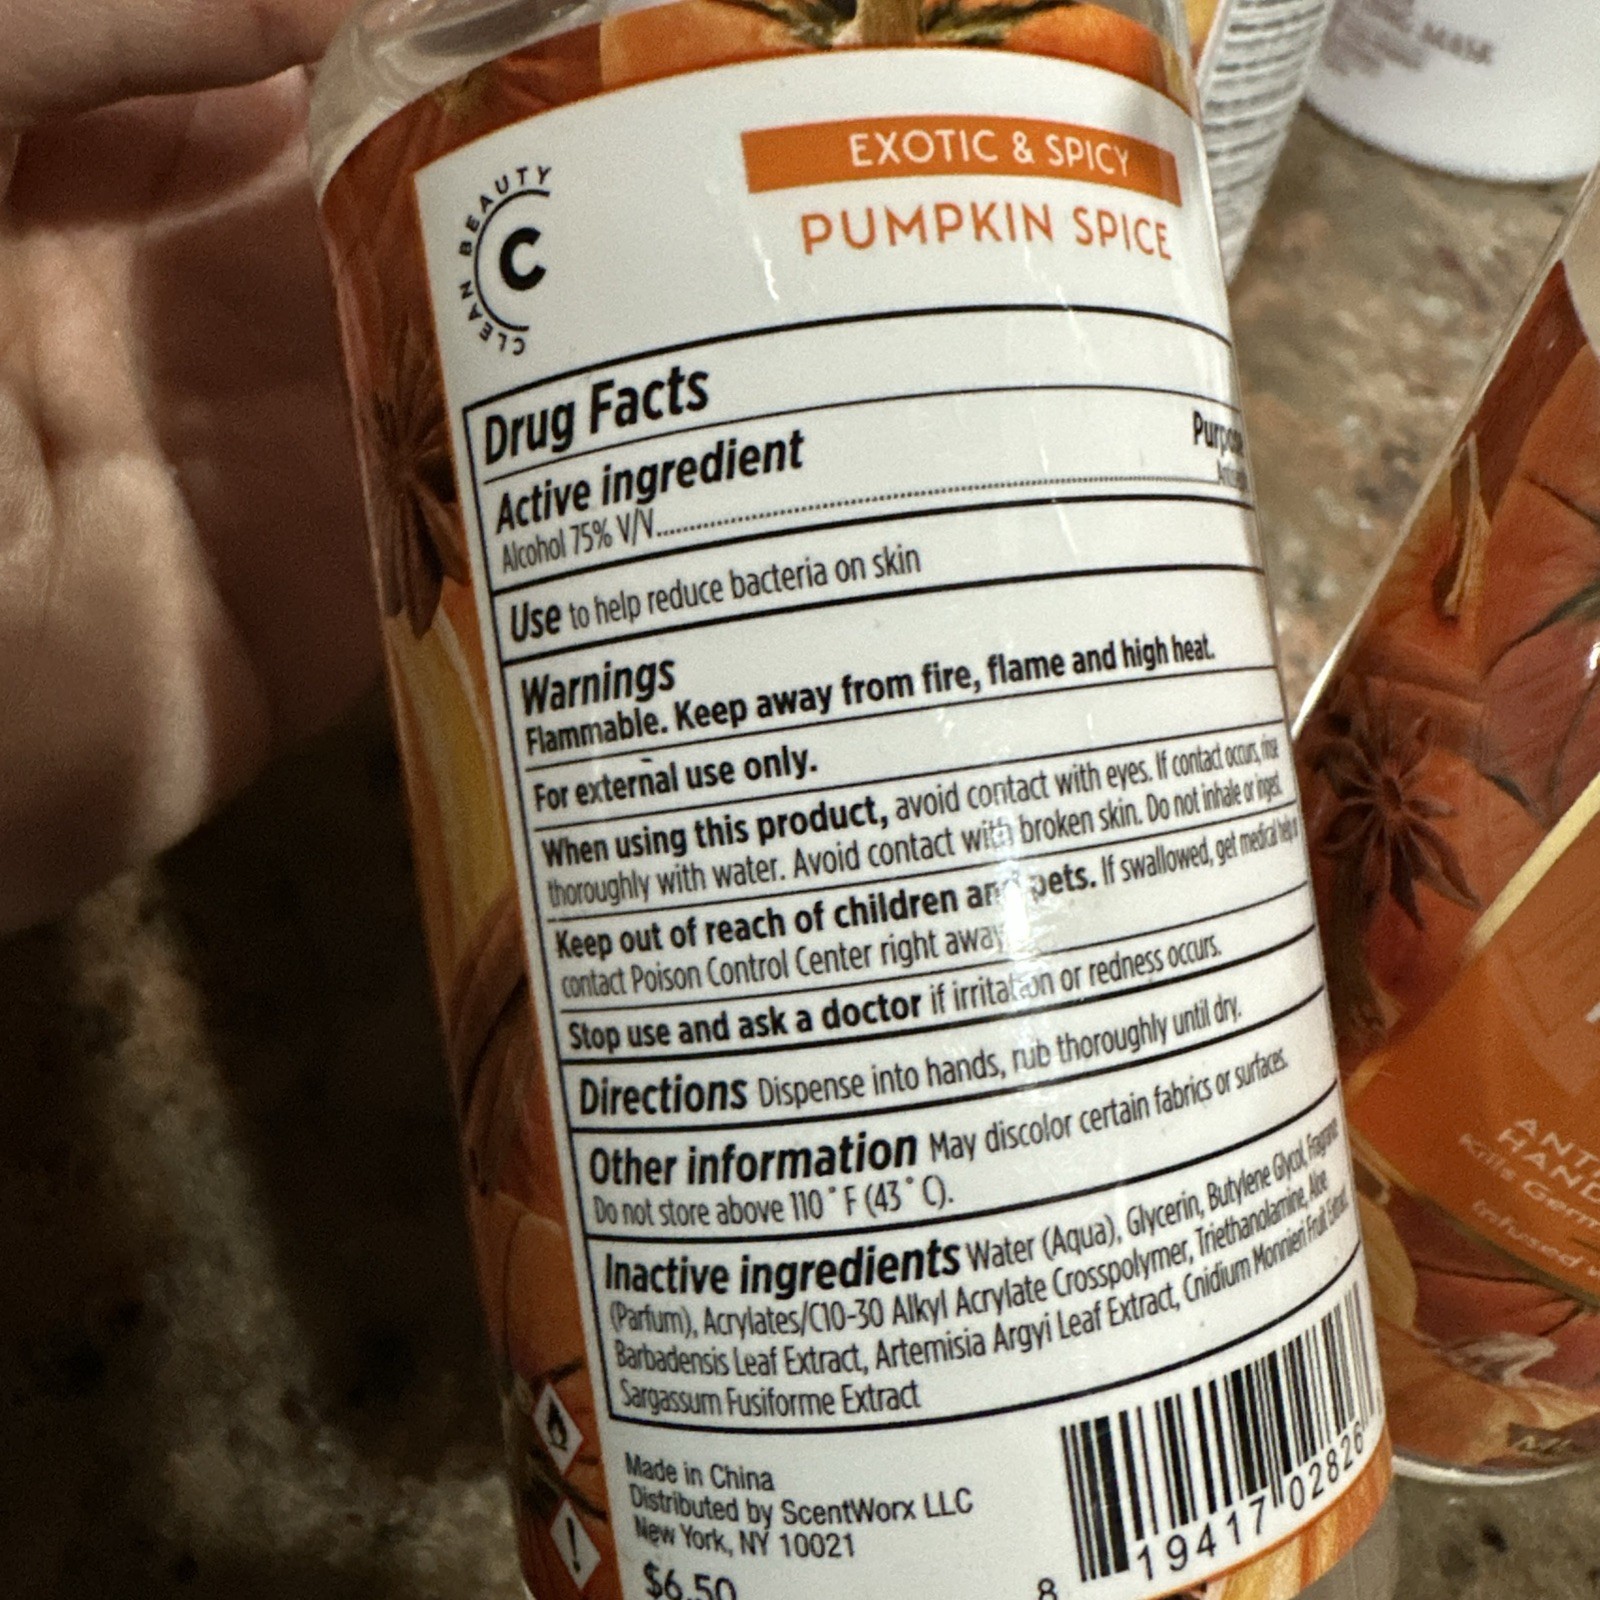 CLEAN BEAUTY
C
EXOTIC & SPICY
PUMPKIN SPICE
Drug Facts
Active ingredient
Alcohol 75% V/V
Use to help reduce bacteria on skin
Warnings
Flammable. Keep away from fire, flame and high heat.
For external use only.
When using this product, avoid contact with eyes. If contact occurs, rinse
thoroughly with water. Avoid contact with broken skin. Do not inhale or ingest.
Keep out of reach of children and pets. If swallowed, get medical help or
contact Poison Control Center right away
Stop use and ask a doctor if irritation or redness occurs.
Directions Dispense into hands, rub thoroughly until dry.
Other information May discolor certain fabrics or surfaces.
Do not store above 110°F (43°C).
Inactive ingredients Water (Aqua), Glycerin, Butylene Glycol, Fragrance
(Parfum), Acrylates/C10-30 Alkyl Acrylate Crosspolymer, Triethanolamine, Aloe
Barbadensis Leaf Extract, Artemisia Argyi Leaf Extract, Cnidium Monnieri Fruit Extract,
Sargassum Fusiforme Extract
Made in China
Distributed by ScentWorx LLC
New York, NY 10021
$6.50
8 19417 02826
MASK
HAND
Kills Germ
Infused